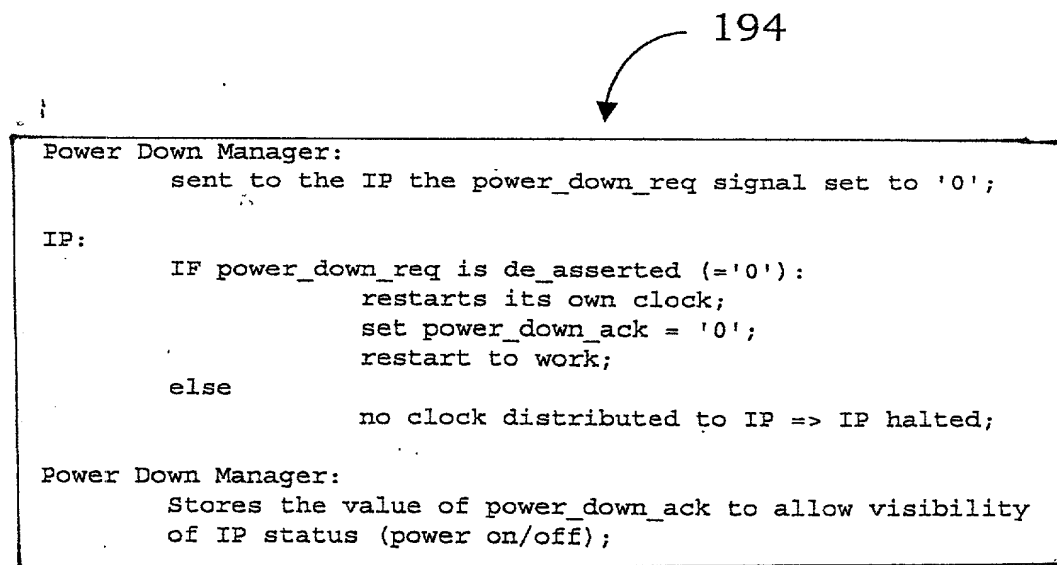 194
Power Down Manager:
sent to the IP the power_down_req signal set to '0';
IP:
IF power_down_req is de_asserted (='0'):
restarts its own clock;
set power_down_ack = '0';
restart to work;
else
no clock distributed to IP => IP halted;
Power Down Manager:
Stores the value of power_down_ack to allow visibility
of IP status (power on/off);